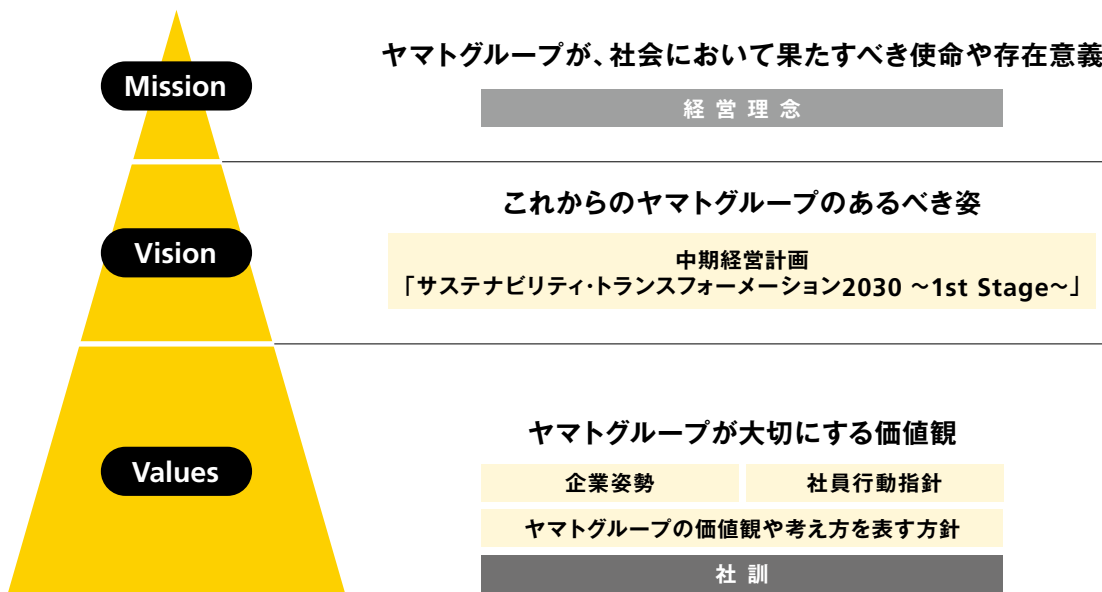 Mission
ヤマトグループが、社会において果たすべき使命や存在意義
経営理念
Vision
これからのヤマトグループのあるべき姿
中期経営計画
「サステナビリティ・トランスフォーメーション2030 ～1st Stage～」
Values
ヤマトグループが大切にする価値観
企業姿勢
社員行動指針
ヤマトグループの価値観や考え方を表す方針
社訓